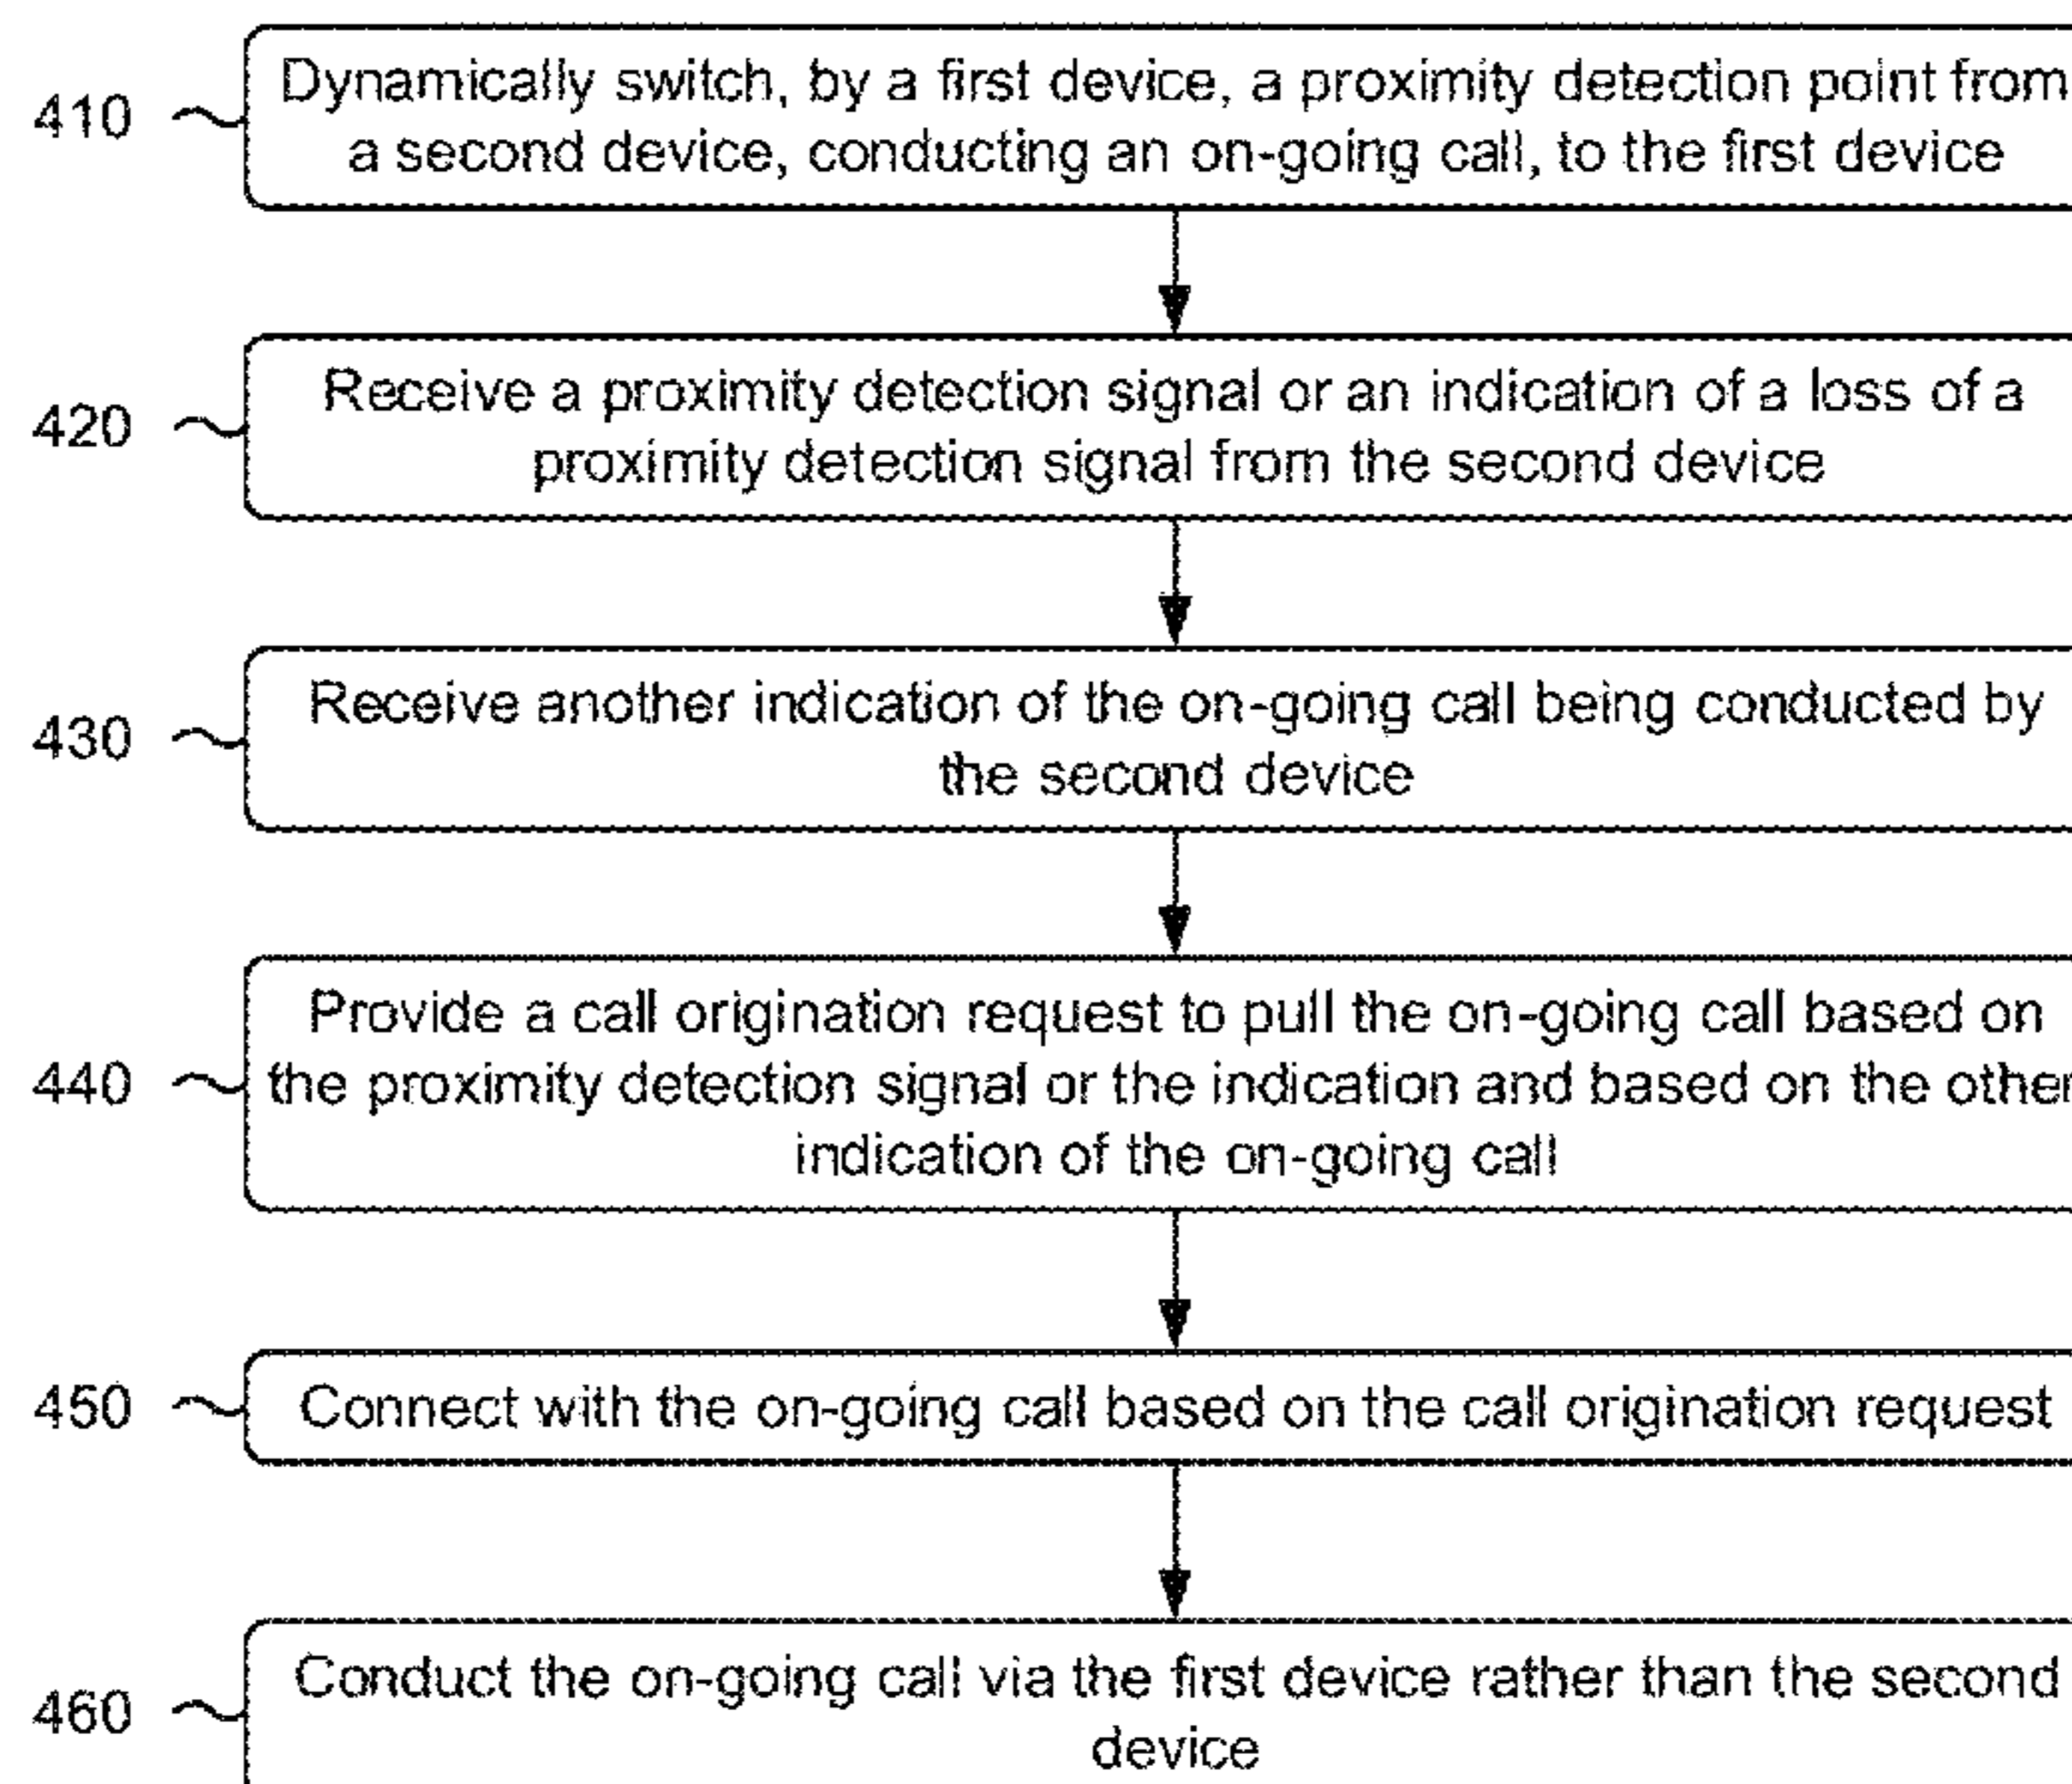 410
Dynamically switch, by a first device, a proximity detection point from
a second device, conducting an on-going call, to the first device
420
Receive a proximity detection signal or an indication of a loss of a
proximity detection signal from the second device
430
Receive another indication of the on-going call being conducted by
the second device
440
Provide a call origination request to pull the on-going call based on
the proximity detection signal or the indication and based on the other
indication of the on-going call
450
Connect with the on-going call based on the call origination request
460
Conduct the on-going call via the first device rather than the second
device